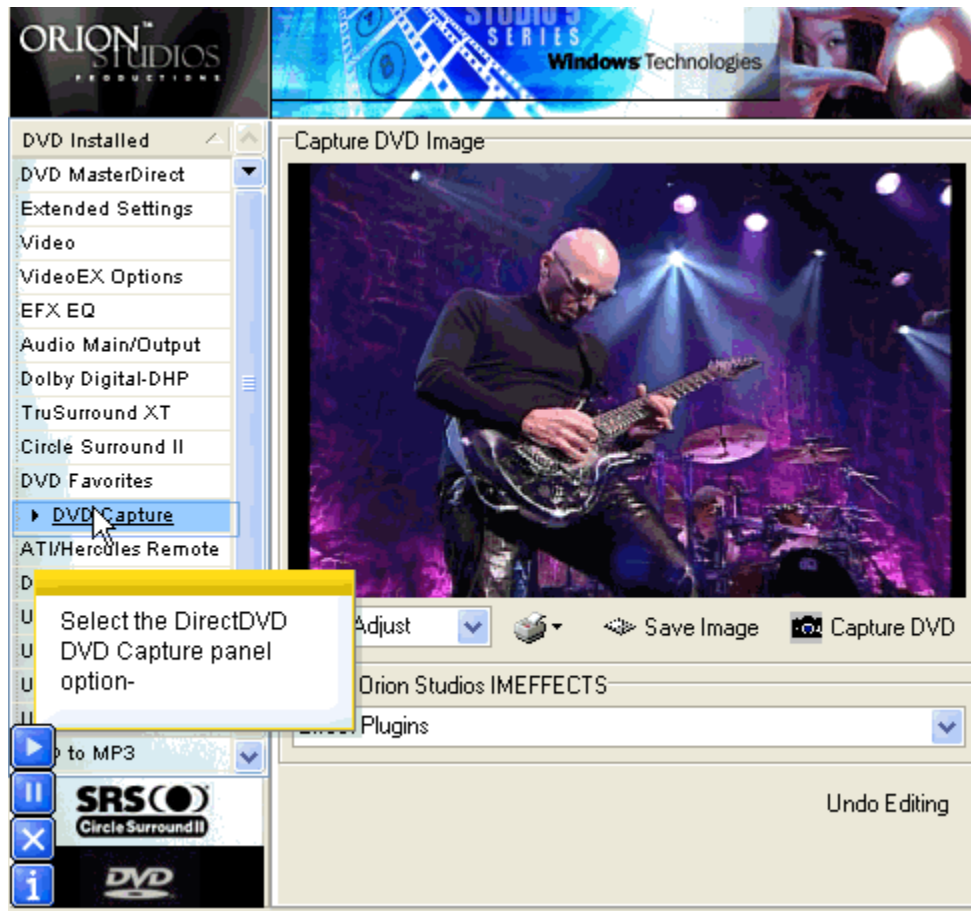 ORION™
STUDIOS
PRODUCTIONS
STUDIO 5
SERIES
Windows Technologies
DVD Installed
DVD MasterDirect
Extended Settings
Video
VideoEX Options
EFX EQ
Audio Main/Output
Dolby Digital-DHP
TruSurround XT
Circle Surround II
DVD Favorites
DVD Capture
ATI/Hercules Remote
D
U
U
U
U
to MP3
Select the DirectDVD
DVD Capture panel
option-
SRS
Circle Surround II
DVD
Capture DVD Image
Adjust
Save Image
Capture DVD
Orion Studios IMEFFECTS
Plugins
Undo Editing